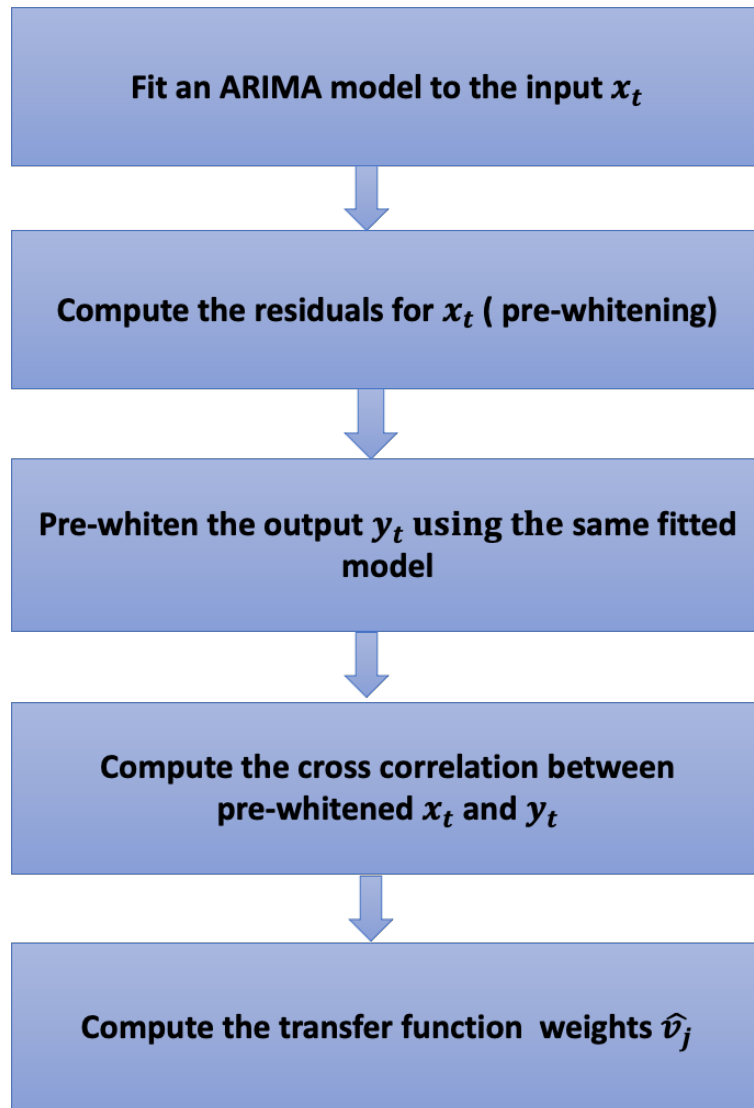 Fit an ARIMA model to the input xₜ
Compute the residuals for xₜ ( pre-whitening)
Pre-whiten the output yₜ using the same fitted
model
Compute the cross correlation between
pre-whitened xₜ and yₜ
Compute the transfer function weights v̂ⱼ